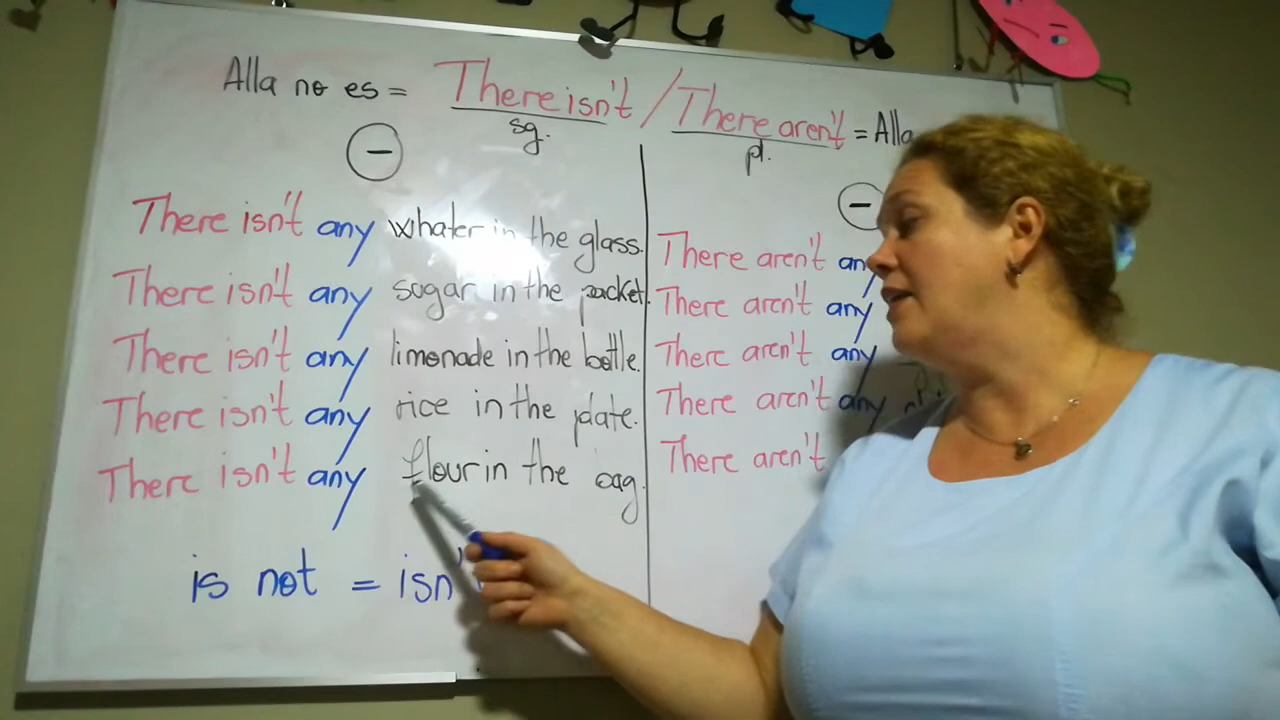 Alla no es = There isn't / There aren't = Alla
sg. pl.
- -
There isn't any whater in the glass.
There isn't any sugar in the packet.
There isn't any limonade in the bottle.
There isn't any rice in the plate.
There isn't any flour in the bag.
There aren't any
There aren't any
There aren't any
There aren't any
There aren't
is not = isn'